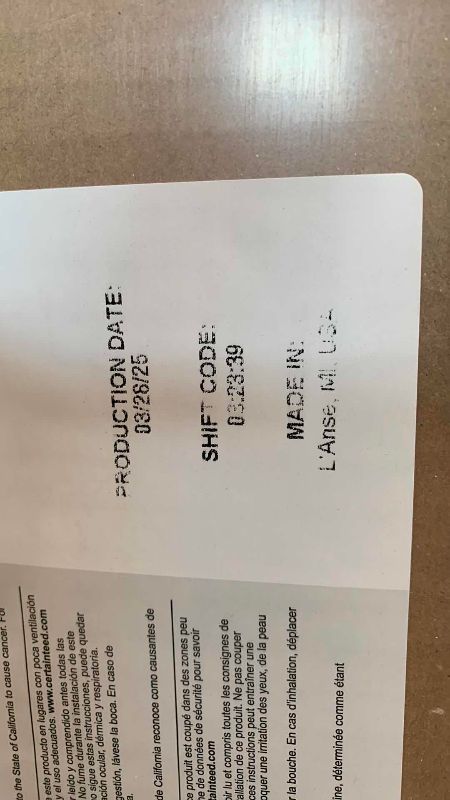 PRODUCTION DATE:
03/26/25
SHIFT CODE:
03:23:39
MADE IN:
L'Anse, MI, USA
to the State of California to cause cancer. For
este producto en lugares con poca ventilación
y el uso adecuados. www.certainteed.com
leído y comprendido antes todas las
No fume durante la instalación de este
no sigue estas instrucciones, puede quedar
ación ocular, dérmica y respiratoria.
gestión, lávese la boca. En caso de
a.
de California reconoce como causantes de
ce produit est coupé dans des zones peu
he de données de sécurité pour savoir
tainteed.com
oir lu et compris toutes les consignes de
allation de ce produit. Ne pas couper
ces instructions peut entraîner une
oquer une irritation des yeux, de la peau
r la bouche. En cas d'inhalation, déplacer
îne, déterminée comme étant